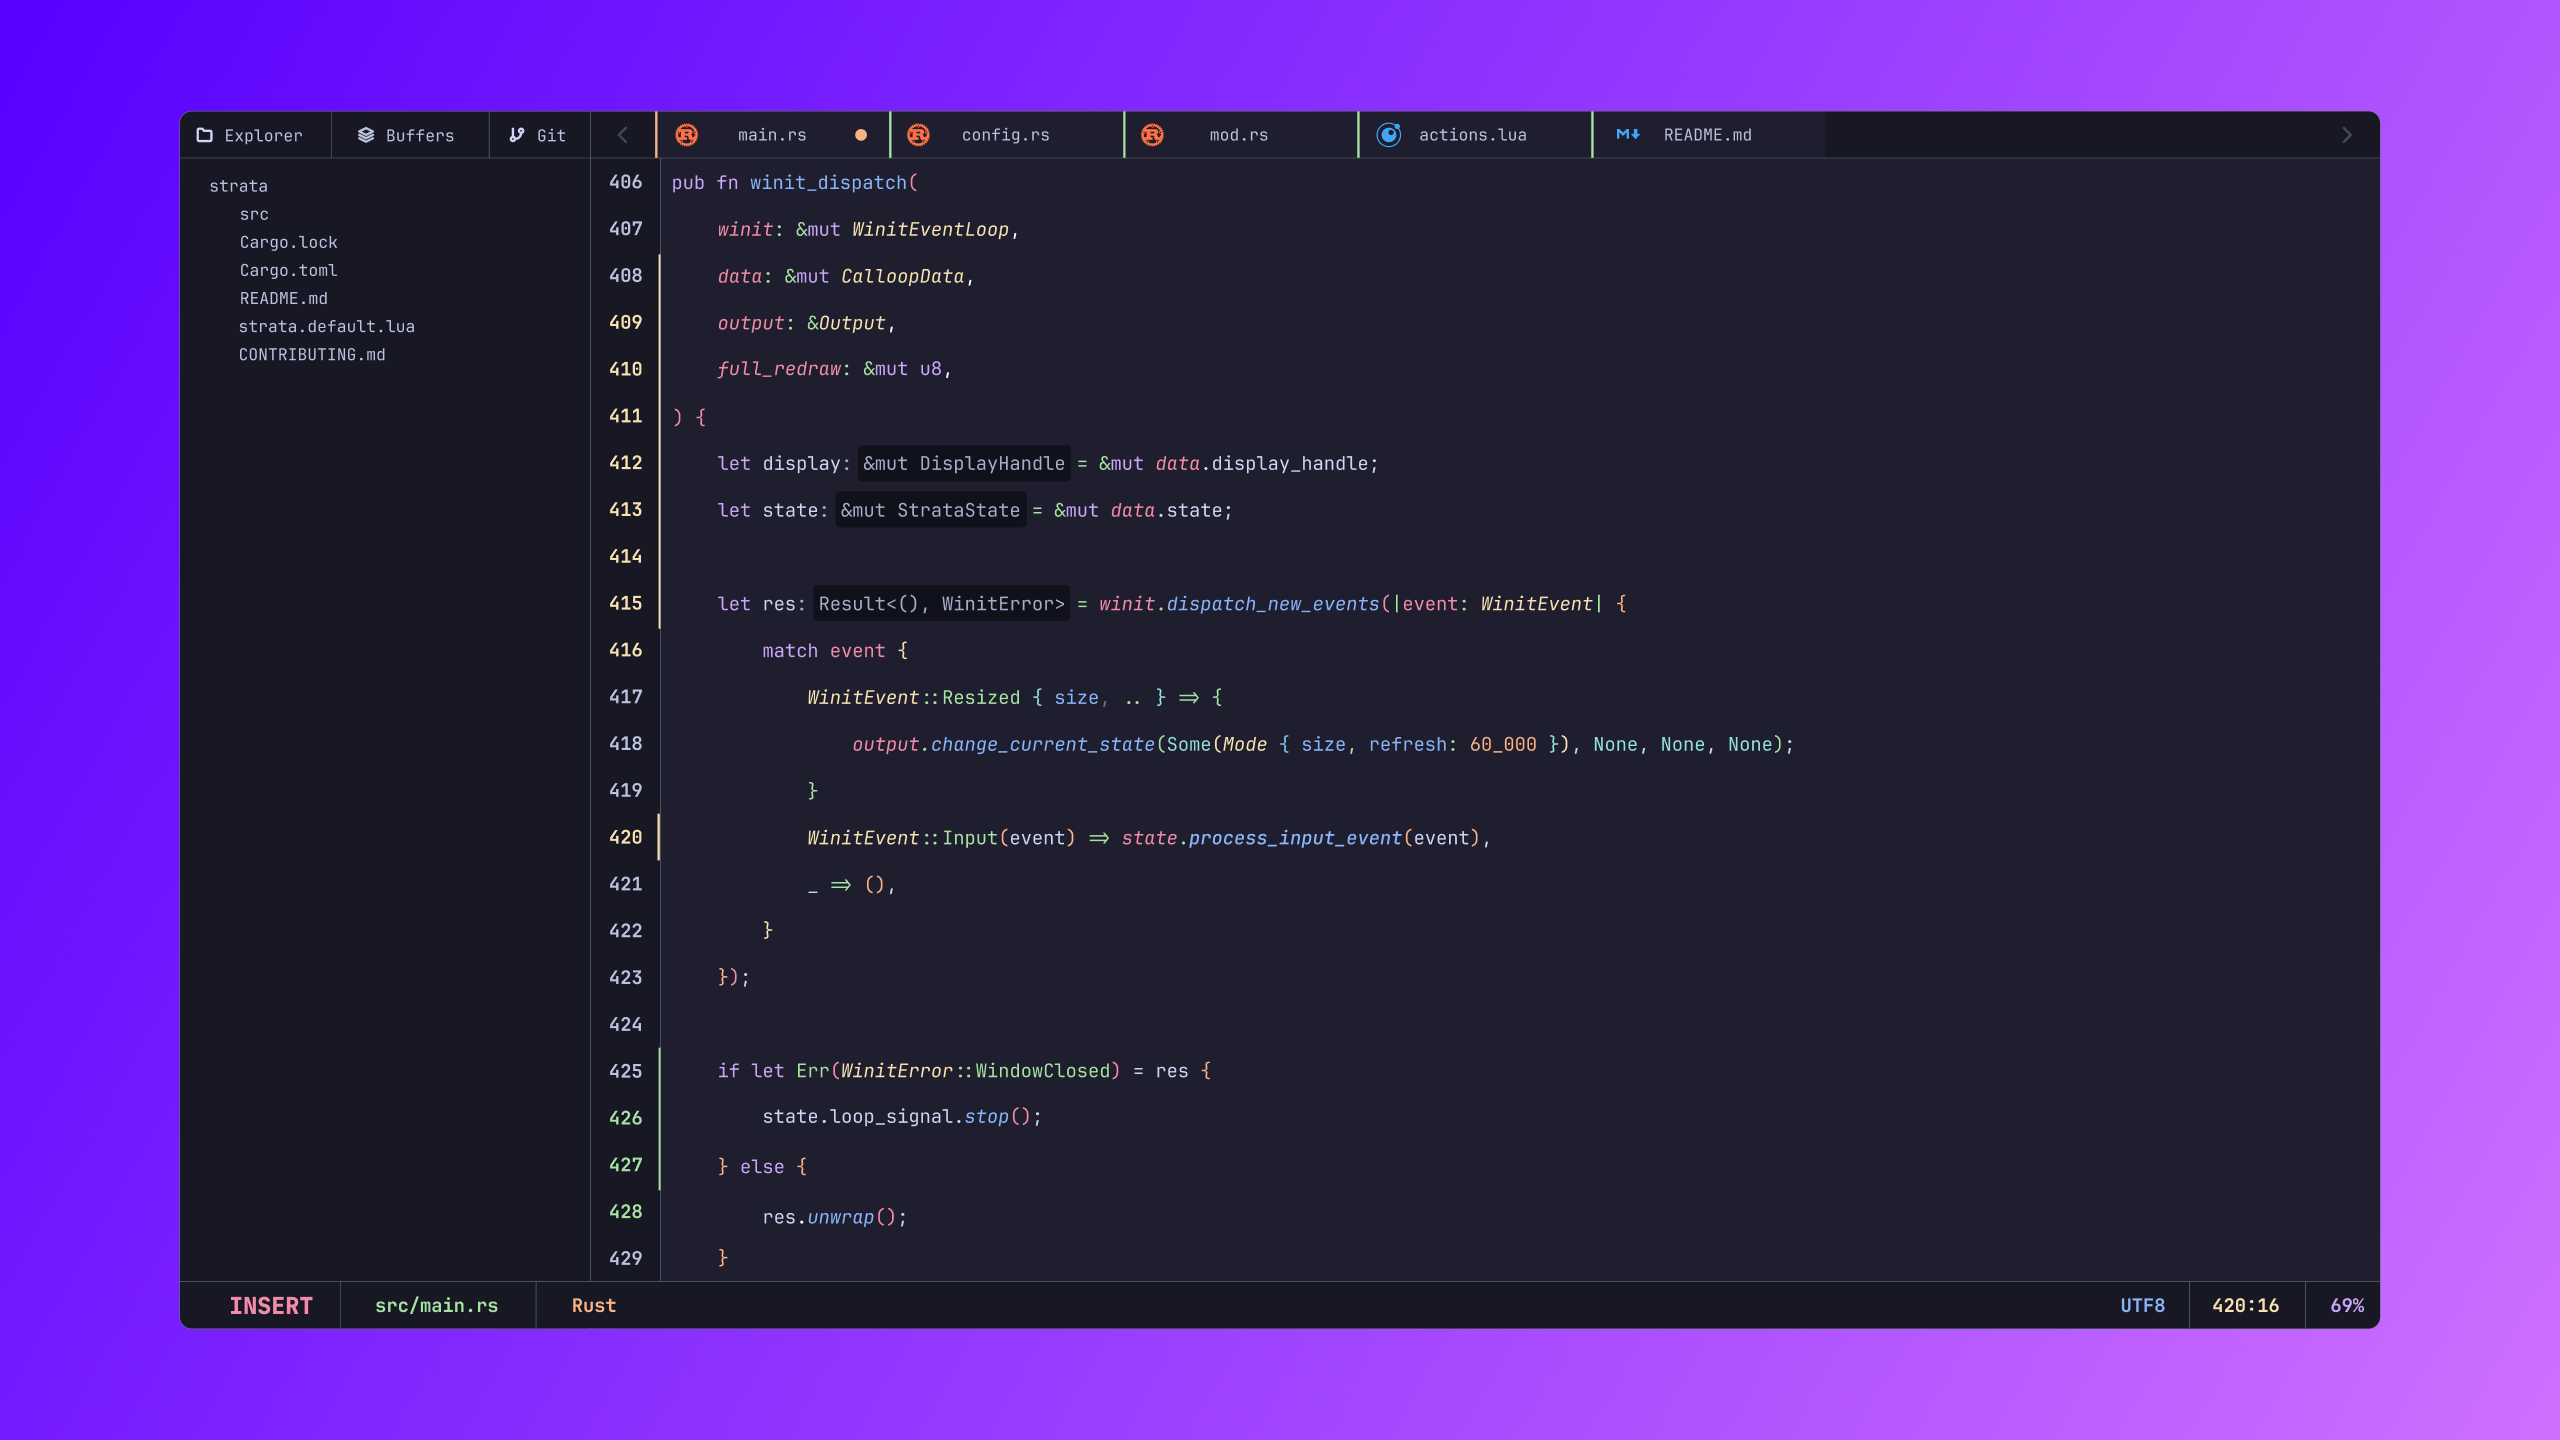 Explorer Buffers Git main.rs config.rs mod.rs actions.lua M README.md
strata
src
Cargo.lock
Cargo.toml
README.md
strata.default.lua
CONTRIBUTING.md
406 pub fn winit_dispatch(
407 winit: &mut WinitEventLoop,
408 data: &mut CalloopData,
409 output: &Output,
410 full_redraw: &mut u8,
411 ) {
412 let display: &mut DisplayHandle = &mut data.display_handle;
413 let state: &mut StrataState = &mut data.state;
414
415 let res: Result<(), WinitError> = winit.dispatch_new_events(|event: WinitEvent| {
416 match event {
417 WinitEvent::Resized { size, .. } => {
418 output.change_current_state(Some(Mode { size, refresh: 60_000 }), None, None, None);
419 }
420 WinitEvent::Input(event) => state.process_input_event(event),
421 _ => (),
422 }
423 });
424
425 if let Err(WinitError::WindowClosed) = res {
426 state.loop_signal.stop();
427 } else {
428 res.unwrap();
429 }
INSERT src/main.rs Rust UTF8 420:16 69%